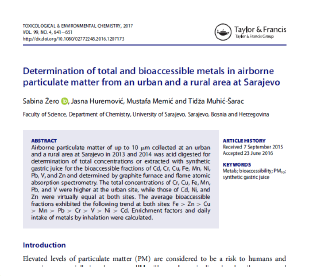 TOXICOLOGICAL & ENVIRONMENTAL CHEMISTRY, 2017
VOL. 99, NO. 4, 641–651
http://dx.doi.org/10.1080/02772248.2016.1207173
Taylor & Francis
Taylor & Francis Group
Determination of total and bioaccessible metals in airborne
particulate matter from an urban and a rural area at Sarajevo
Sabina Žero, Jasna Huremović, Mustafa Memić and Tidža Muhić-Šarac
Faculty of Science, Department of Chemistry, University of Sarajevo, Sarajevo, Bosnia and Herzegovina
ABSTRACT
Airborne particulate matter of up to 10 μm collected at an urban
and a rural area at Sarajevo in 2013 and 2014 was acid digested for
determination of total concentrations or extracted with synthetic
gastric juice for the bioaccessible fractions of Cd, Cr, Cu, Fe, Mn, Ni,
Pb, V, and Zn and determined by graphite furnace and flame atomic
absorption spectrometry. The total concentrations of Cr, Cu, Fe, Mn,
Pb, and V were higher at the urban site, while those of Cd, Ni, and
Zn were virtually equal at both sites. The average bioaccessible
fractions exhibited the following trend at both sites: Fe > Zn > Cu
> Mn > Pb > Cr > V > Ni > Cd. Enrichment factors and daily
intake of metals by inhalation were calculated.
ARTICLE HISTORY
Received 7 September 2015
Accepted 23 June 2016
KEYWORDS
Metals; bioaccessibility; PM10;
synthetic gastric juice
Introduction
Elevated levels of particulate matter (PM) are considered to be a risk to humans and